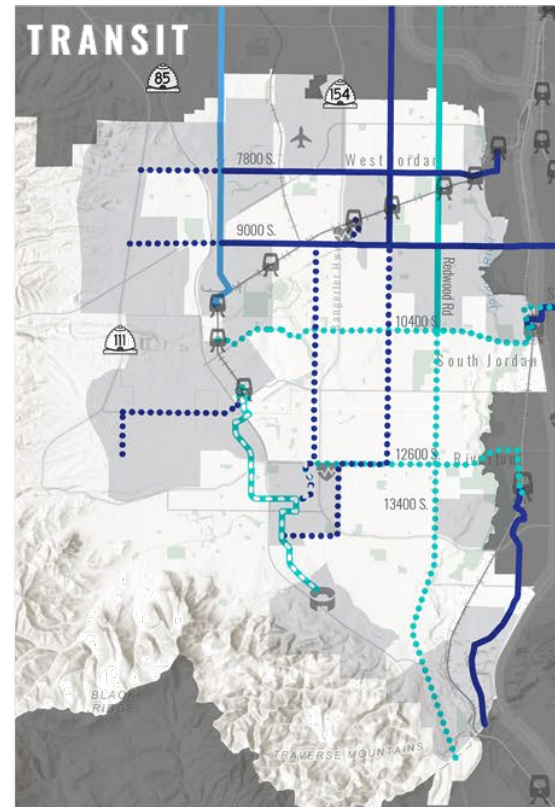 TRANSIT
85
154
7800 S.
West Jordan
9000 S.
Redwood Rd
111
10400 S.
South Jordan
12600 S.
Riverton
13400 S.
BLACK
RIDGE
TRAVERSE MOUNTAINS